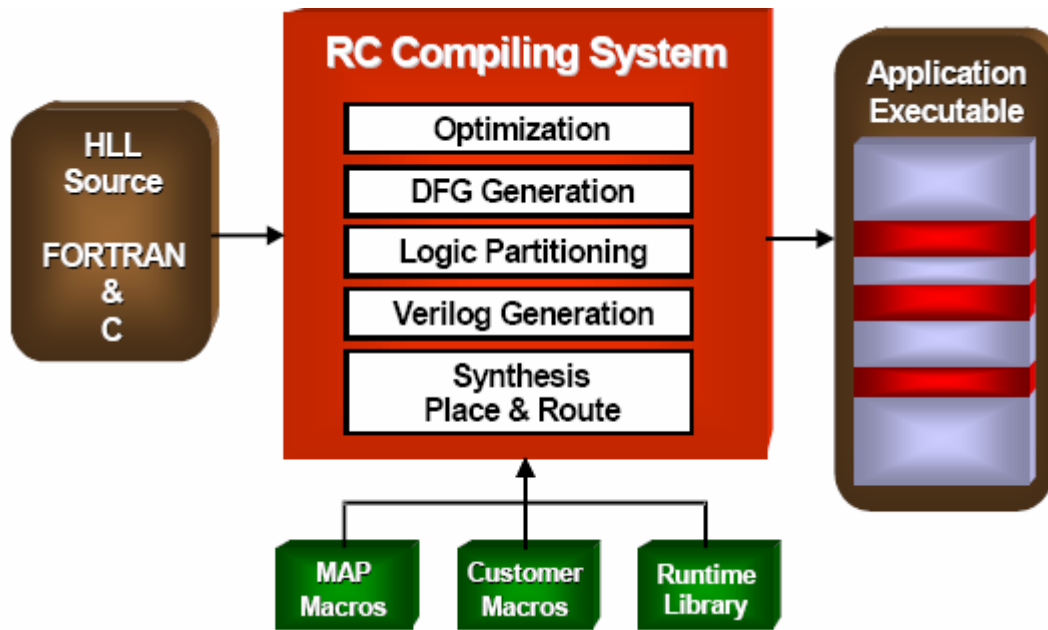 HLL
Source
FORTRAN
&
C
RC Compiling System
Optimization
DFG Generation
Logic Partitioning
Verilog Generation
Synthesis
Place & Route
Application
Executable
MAP
Macros
Customer
Macros
Runtime
Library